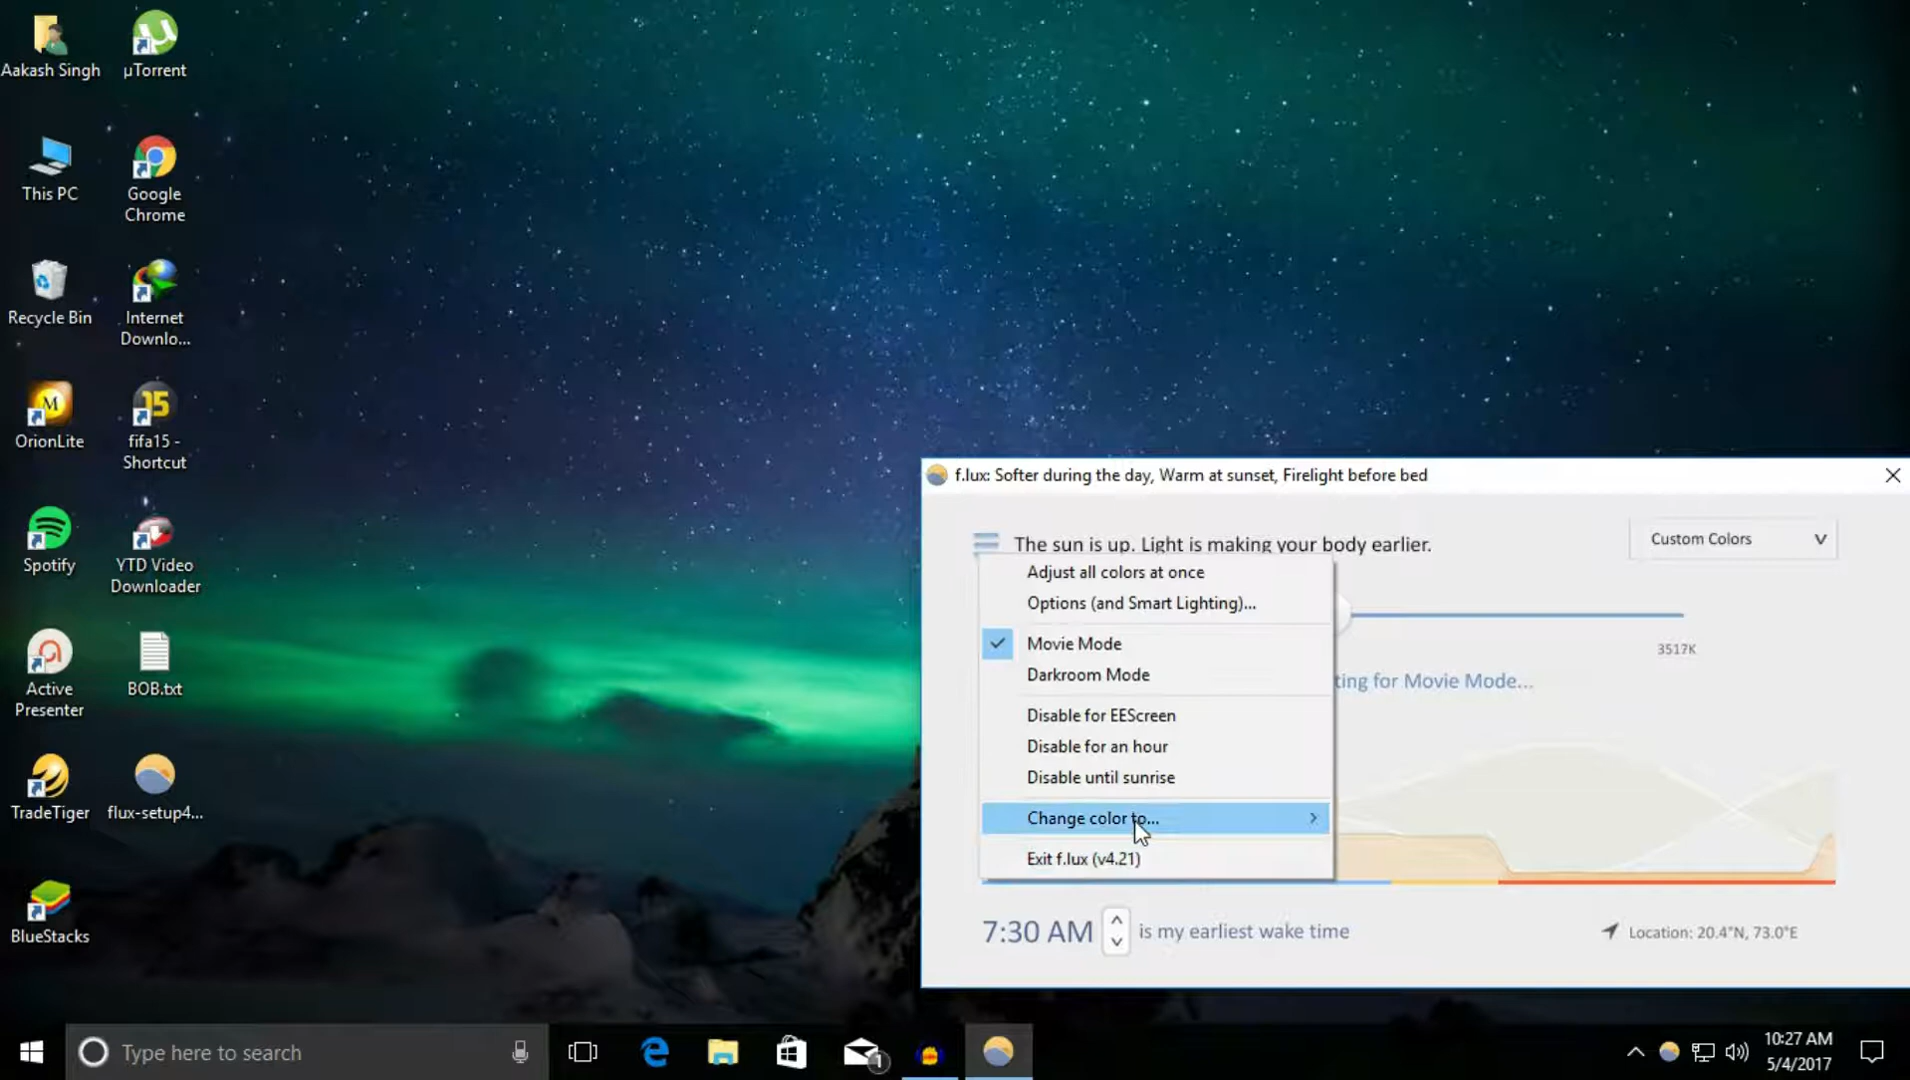 Aakash Singh
µTorrent
This PC
Google
Chrome
Recycle Bin
Internet
Downlo...
M
OrionLite
15
fifa15 -
Shortcut
Spotify
YTD Video
Downloader
Active
Presenter
BOB.txt
TradeTiger
flux-setup4...
BlueStacks
f.lux: Softer during the day, Warm at sunset, Firelight before bed
The sun is up. Light is making your body earlier.
Custom Colors
Adjust all colors at once
Options (and Smart Lighting)...
3517K
Movie Mode
ting for Movie Mode...
Darkroom Mode
Disable for EEScreen
Disable for an hour
Disable until sunrise
Change color to...
Exit f.lux (v4.21)
7:30 AM is my earliest wake time
Location: 20.4°N, 73.0°E
Type here to search
1
10:27 AM
5/4/2017